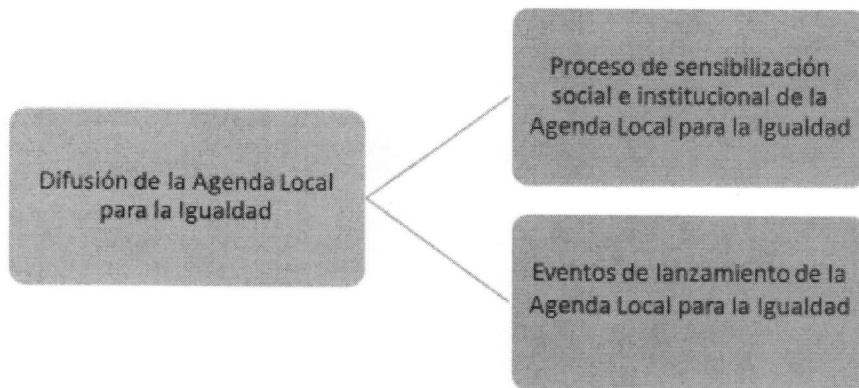 Difusión de la Agenda Local
para la Igualdad
Proceso de sensibilización
social e institucional de la
Agenda Local para la Igualdad
Eventos de lanzamiento de la
Agenda Local para la Igualdad